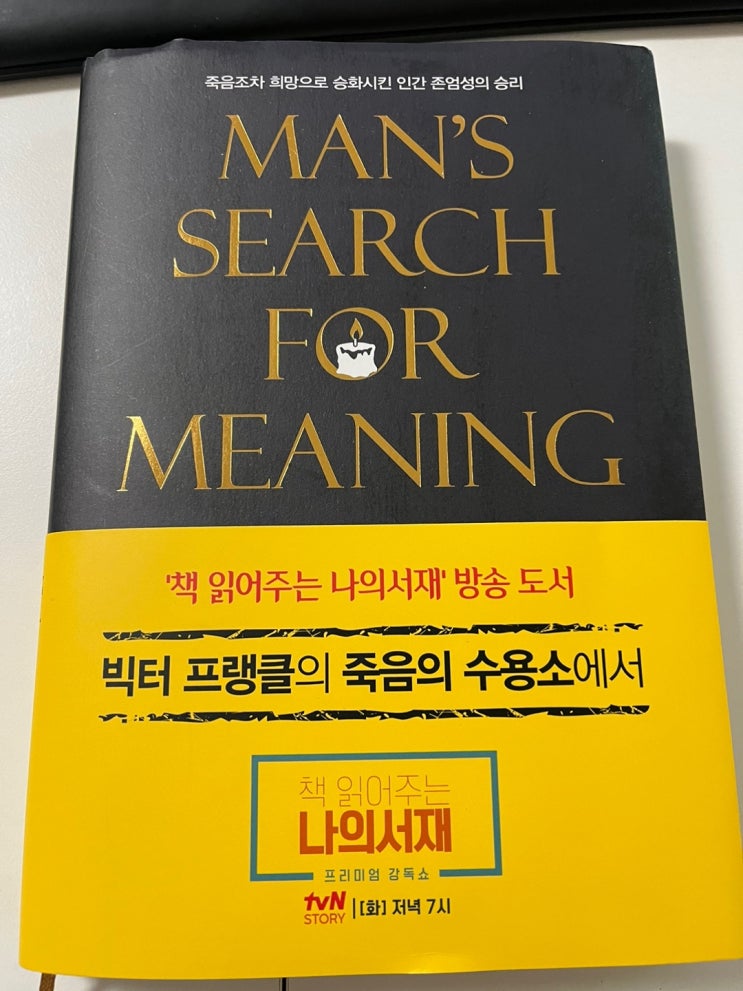 죽음조차 희망으로 승화시킨 인간 존엄성의 승리
MAN'S
SEARCH
FOR
MEANING
'책 읽어주는 나의서재' 방송 도서
빅터 프랭클의 죽음의 수용소에서
책 읽어주는
나의서재
프리미엄 강독쇼
tvN
STORY
[화] 저녁 7시